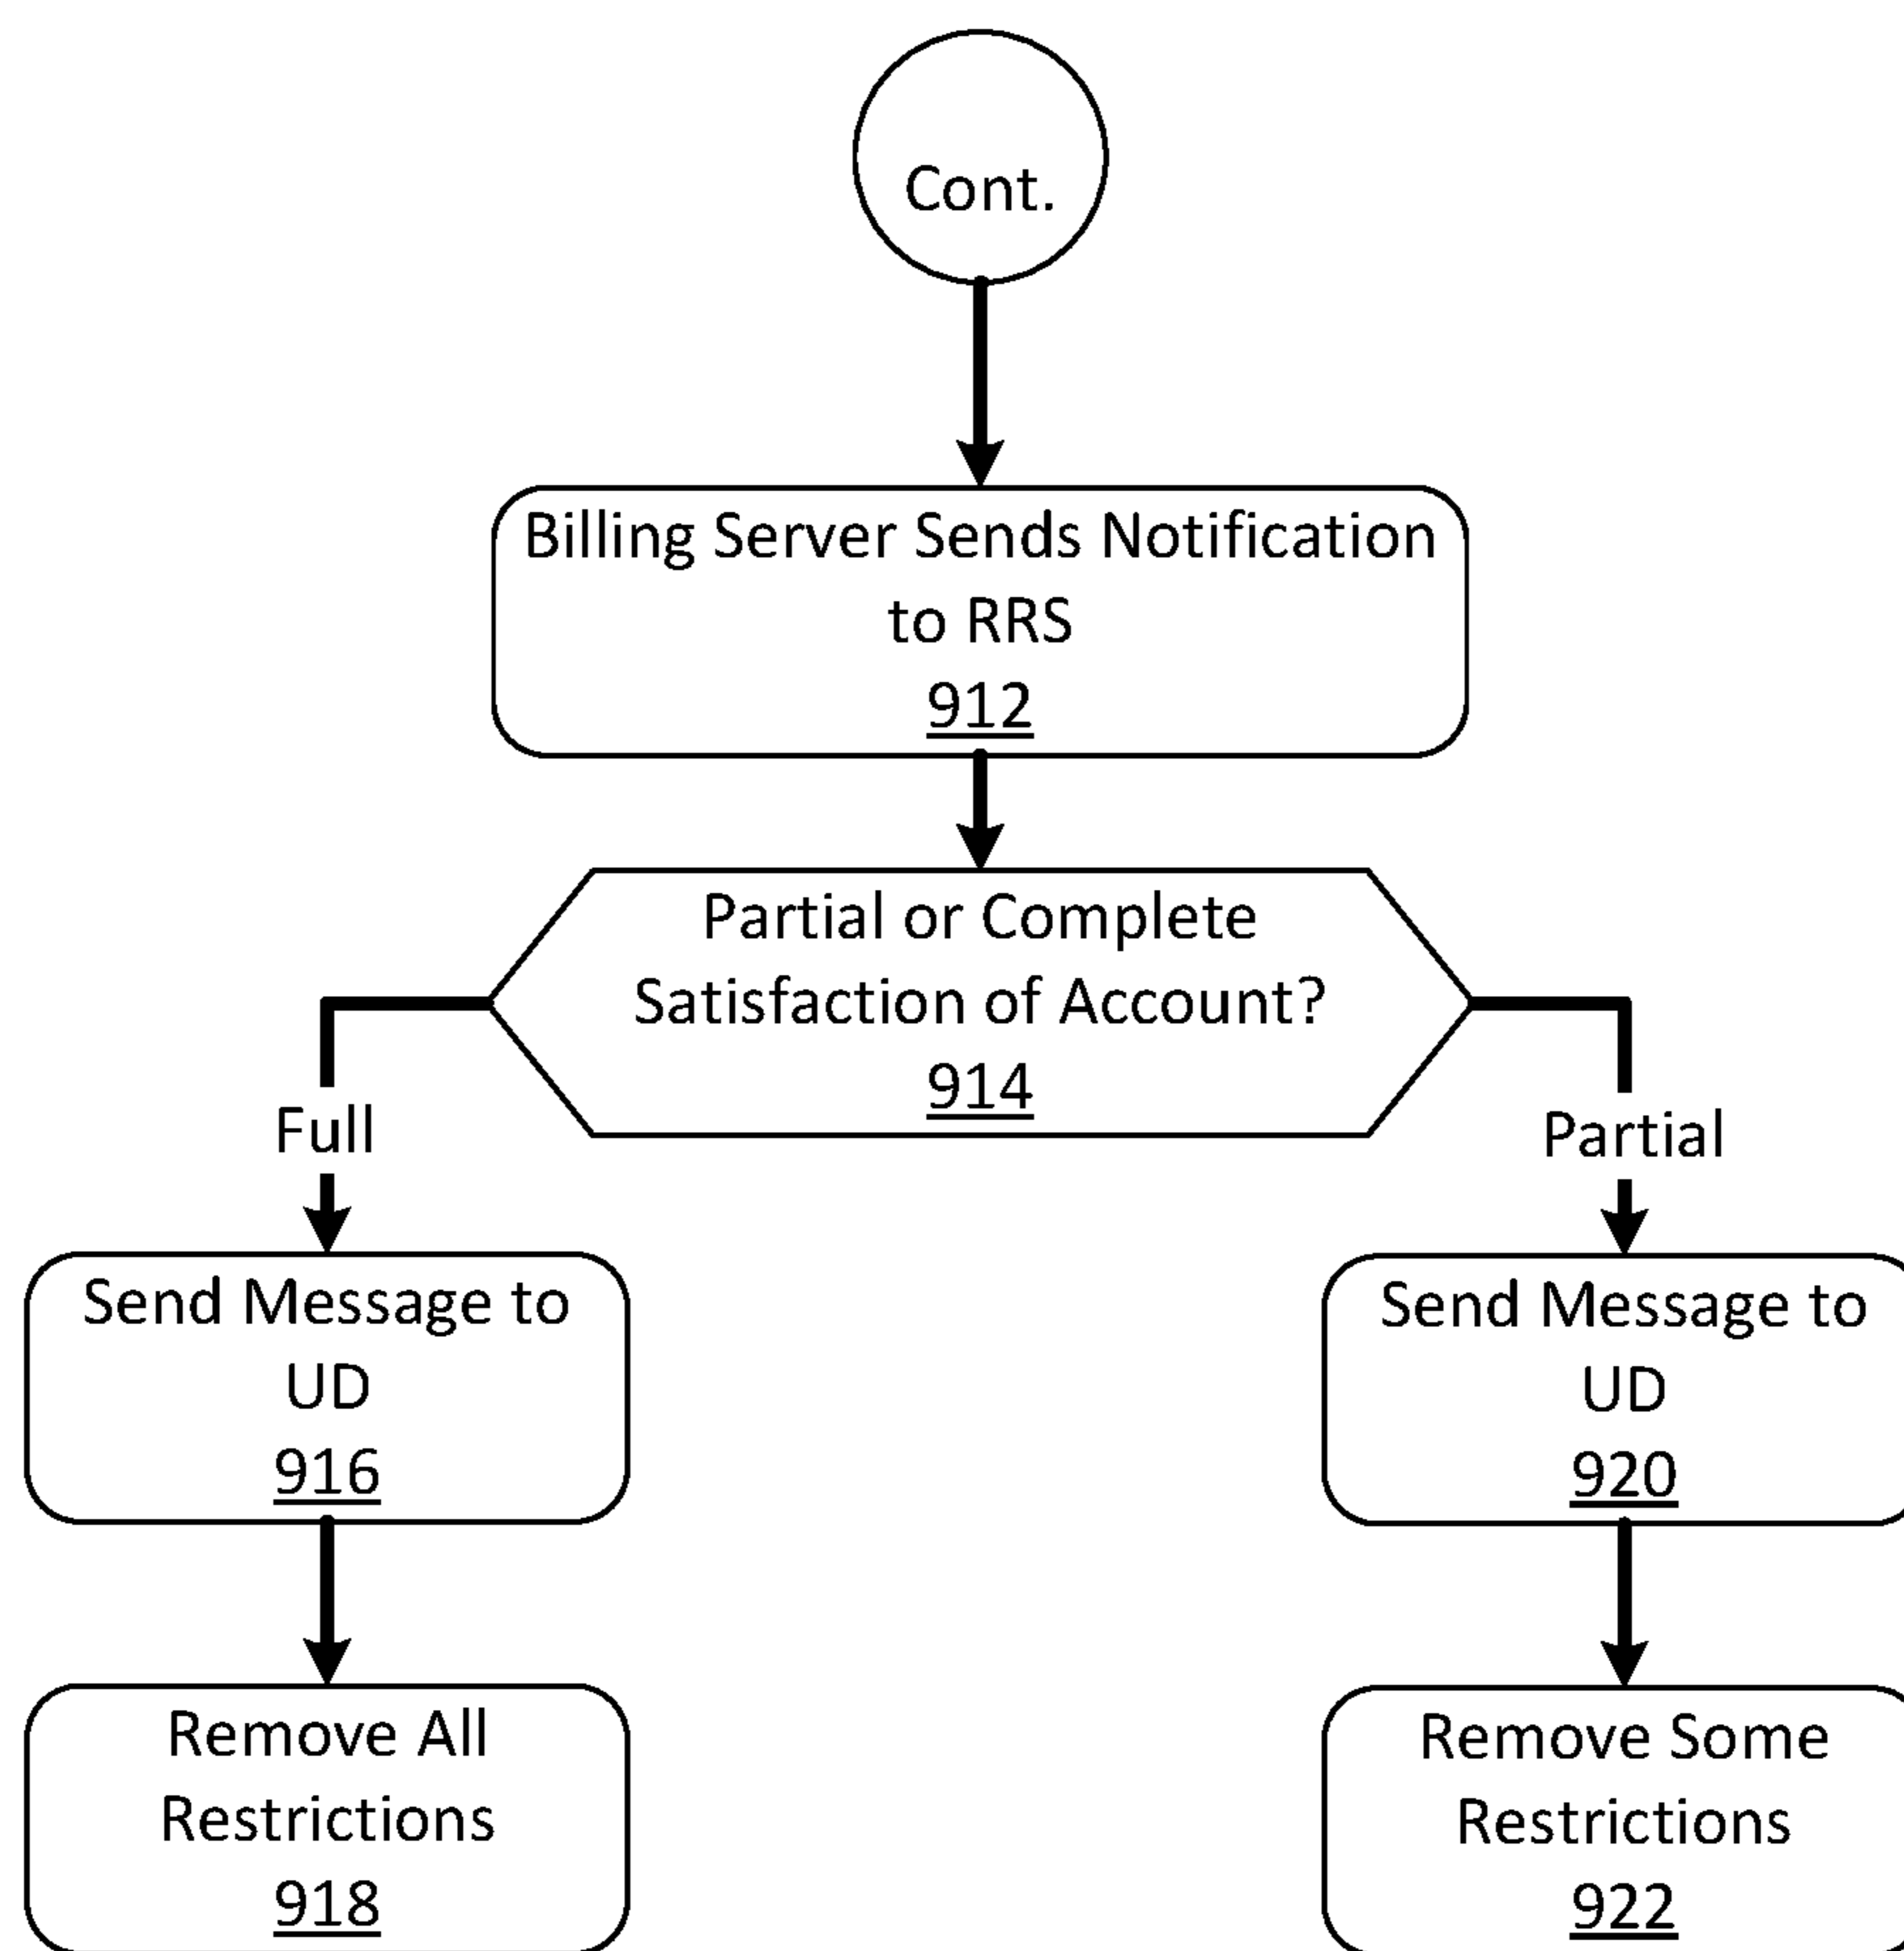 Cont.
Billing Server Sends Notification
to RRS
912
Partial or Complete
Satisfaction of Account?
914
Full
Partial
Send Message to
UD
916
Send Message to
UD
920
Remove All
Restrictions
918
Remove Some
Restrictions
922